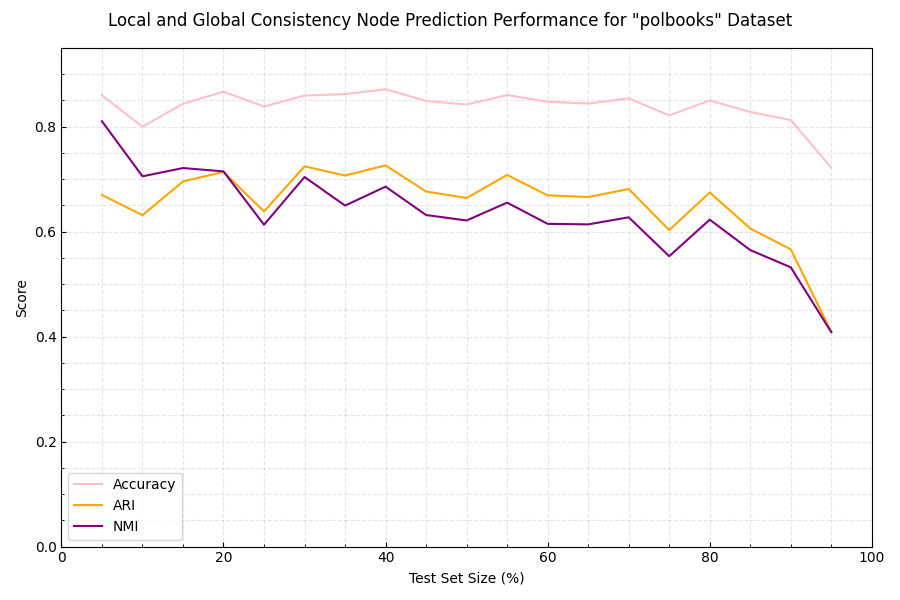 Local and Global Consistency Node Prediction Performance for "polbooks" Dataset
Score
0.8
0.6
0.4
0.2
0.0
Accuracy
ARI
NMI
0 20 40 60 80 100
Test Set Size (%)